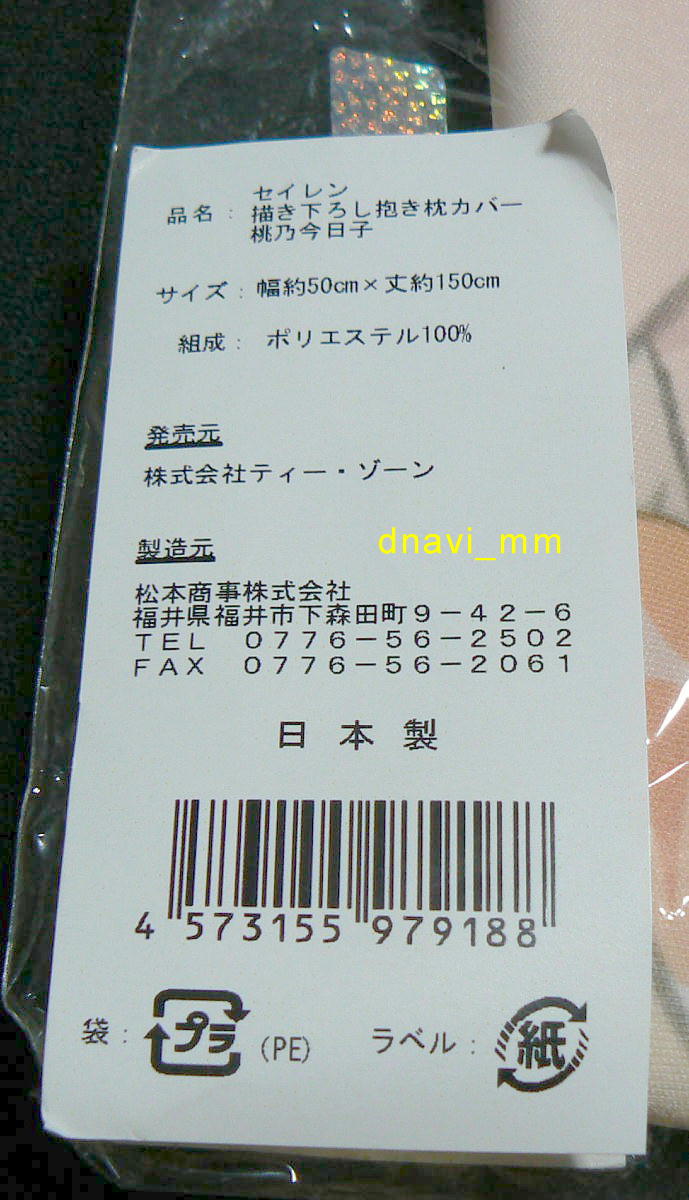 品名: セイレン
描き下ろし抱き枕カバー
桃乃今日子
サイズ: 幅約50cm×丈約150cm
組成: ポリエステル100%
発売元
株式会社ティー・ゾーン
dnavi_mm
製造元
松本商事株式会社
福井県福井市下森田町9-42-6
TEL 0776-56-2502
FAX 0776-56-2061
日本製
4 573155 979188
袋: プラ (PE) ラベル: 紙